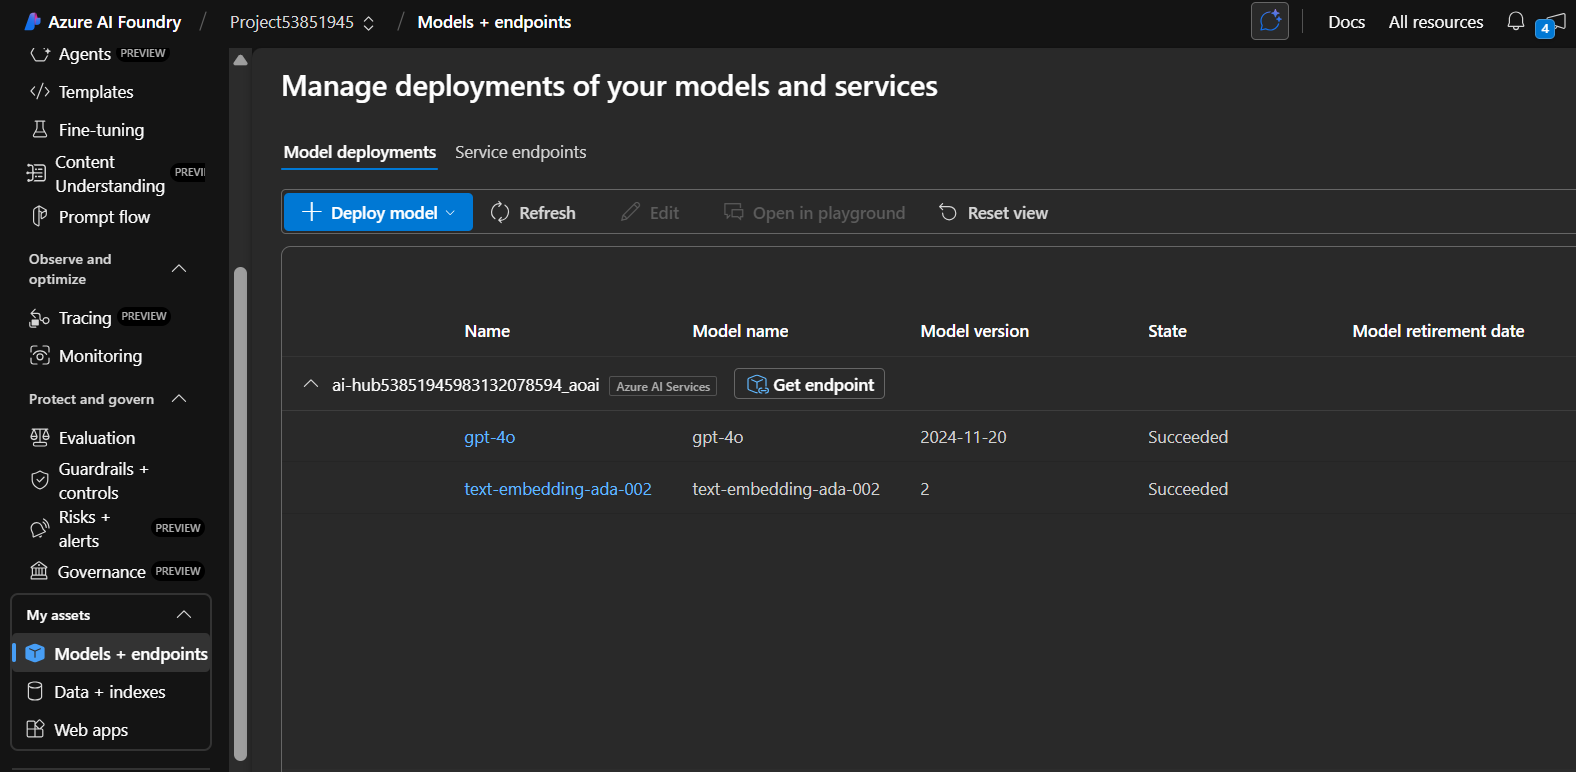 Azure AI Foundry / Project53851945 / Models + endpoints
Docs
All resources
4
Agents PREVIEW
Templates
Fine-tuning
Content
Understanding
PREVI
Prompt flow
Observe and
optimize
Tracing PREVIEW
Monitoring
Protect and govern
Evaluation
Guardrails +
controls
Risks +
alerts
PREVIEW
Governance PREVIEW
My assets
Models + endpoints
Data + indexes
Web apps
Manage deployments of your models and services
Model deployments Service endpoints
Deploy model Refresh Edit Open in playground Reset view
Name Model name Model version State Model retirement date
ai-hub53851945983132078594_aoai Azure AI Services Get endpoint
gpt-4o gpt-4o 2024-11-20 Succeeded
text-embedding-ada-002 text-embedding-ada-002 2 Succeeded